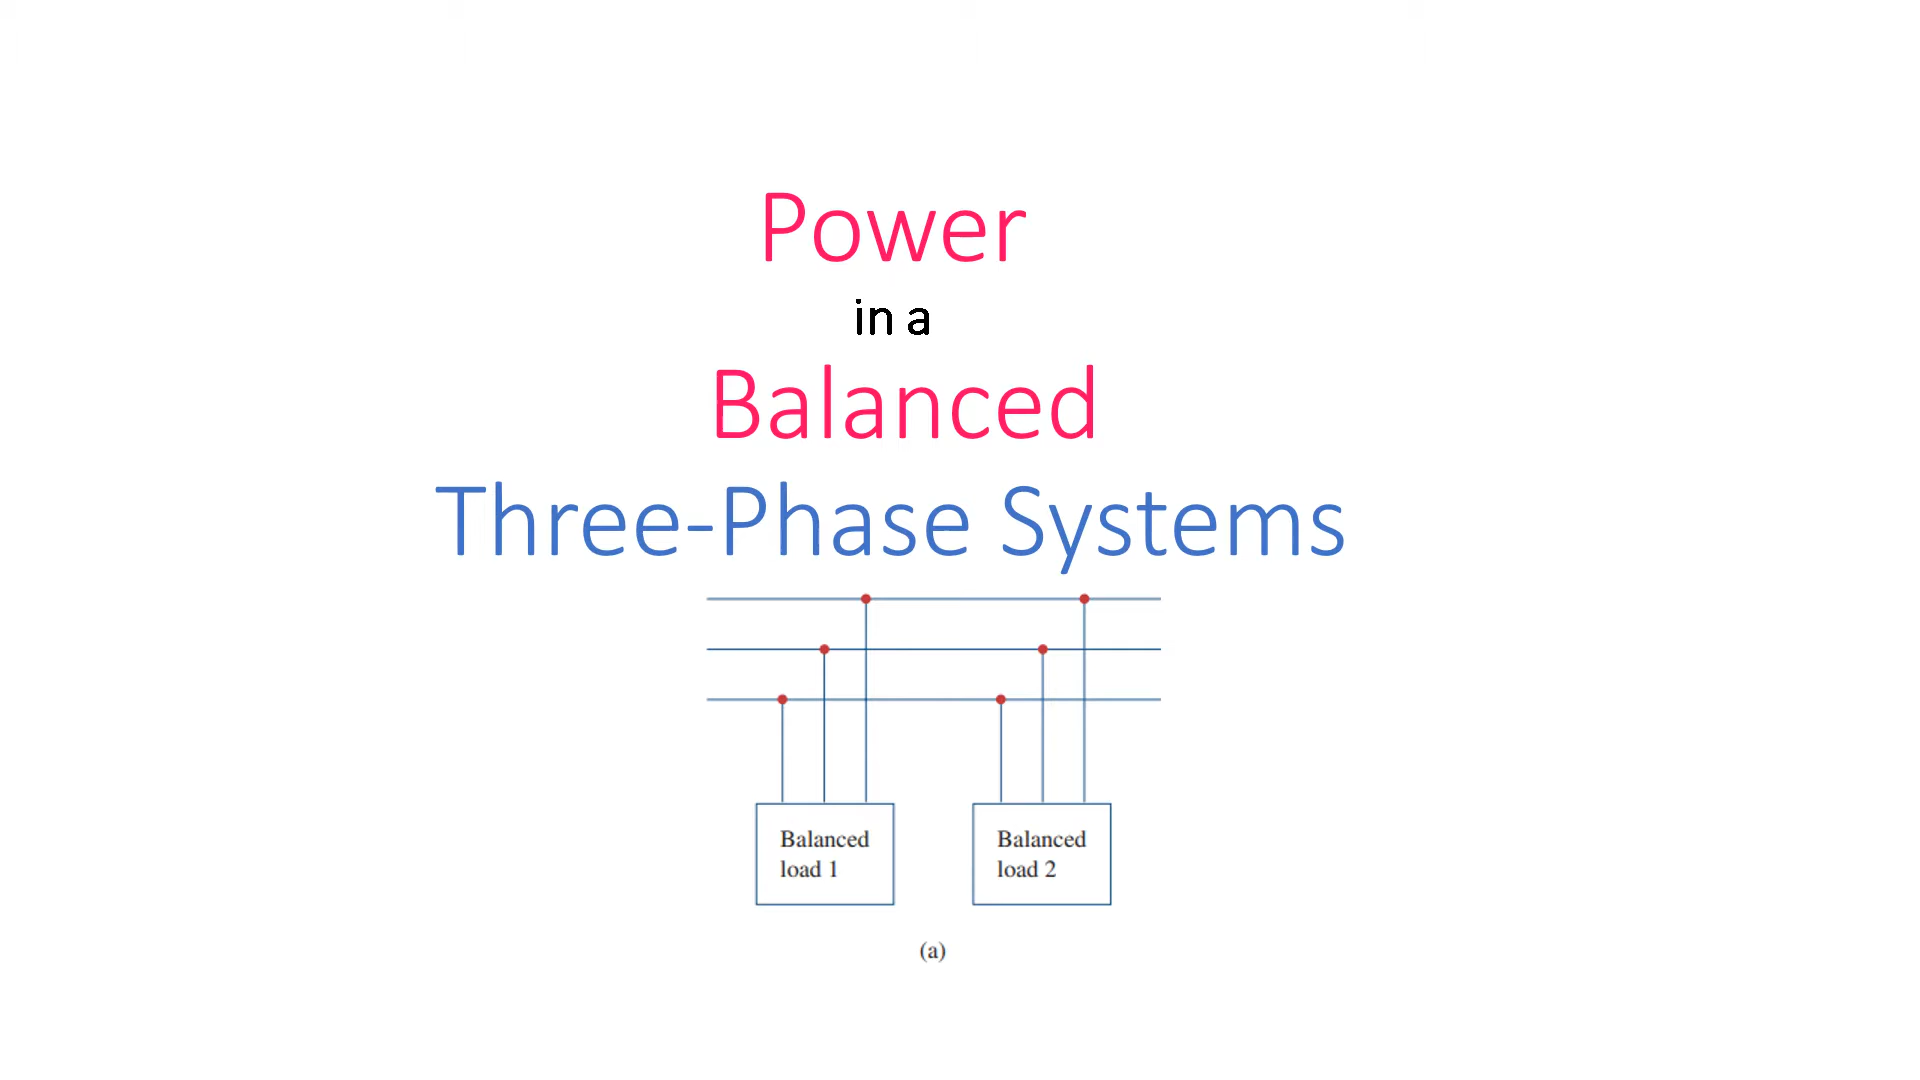 Power
in a
Balanced
Three-Phase Systems
Balanced
load 1
Balanced
load 2
(a)